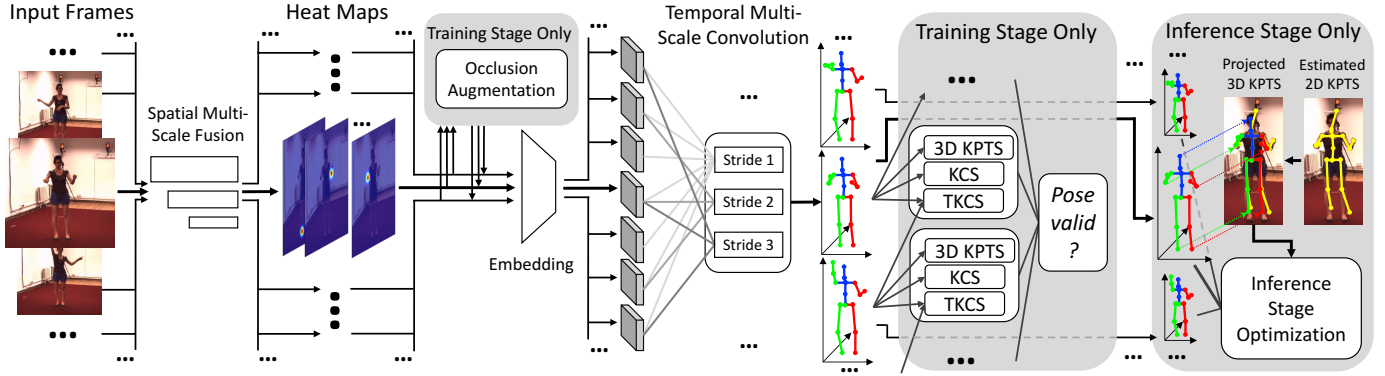 Input Frames
Spatial Multi-
Scale Fusion
Heat Maps
Training Stage Only
Occlusion
Augmentation
Embedding
Temporal Multi-
Scale Convolution
Stride 1
Stride 2
Stride 3
Training Stage Only
3D KPTS
KCS
TKCS
3D KPTS
KCS
TKCS
Pose
valid
?
Inference Stage Only
Projected
3D KPTS
Estimated
2D KPTS
Inference
Stage
Optimization